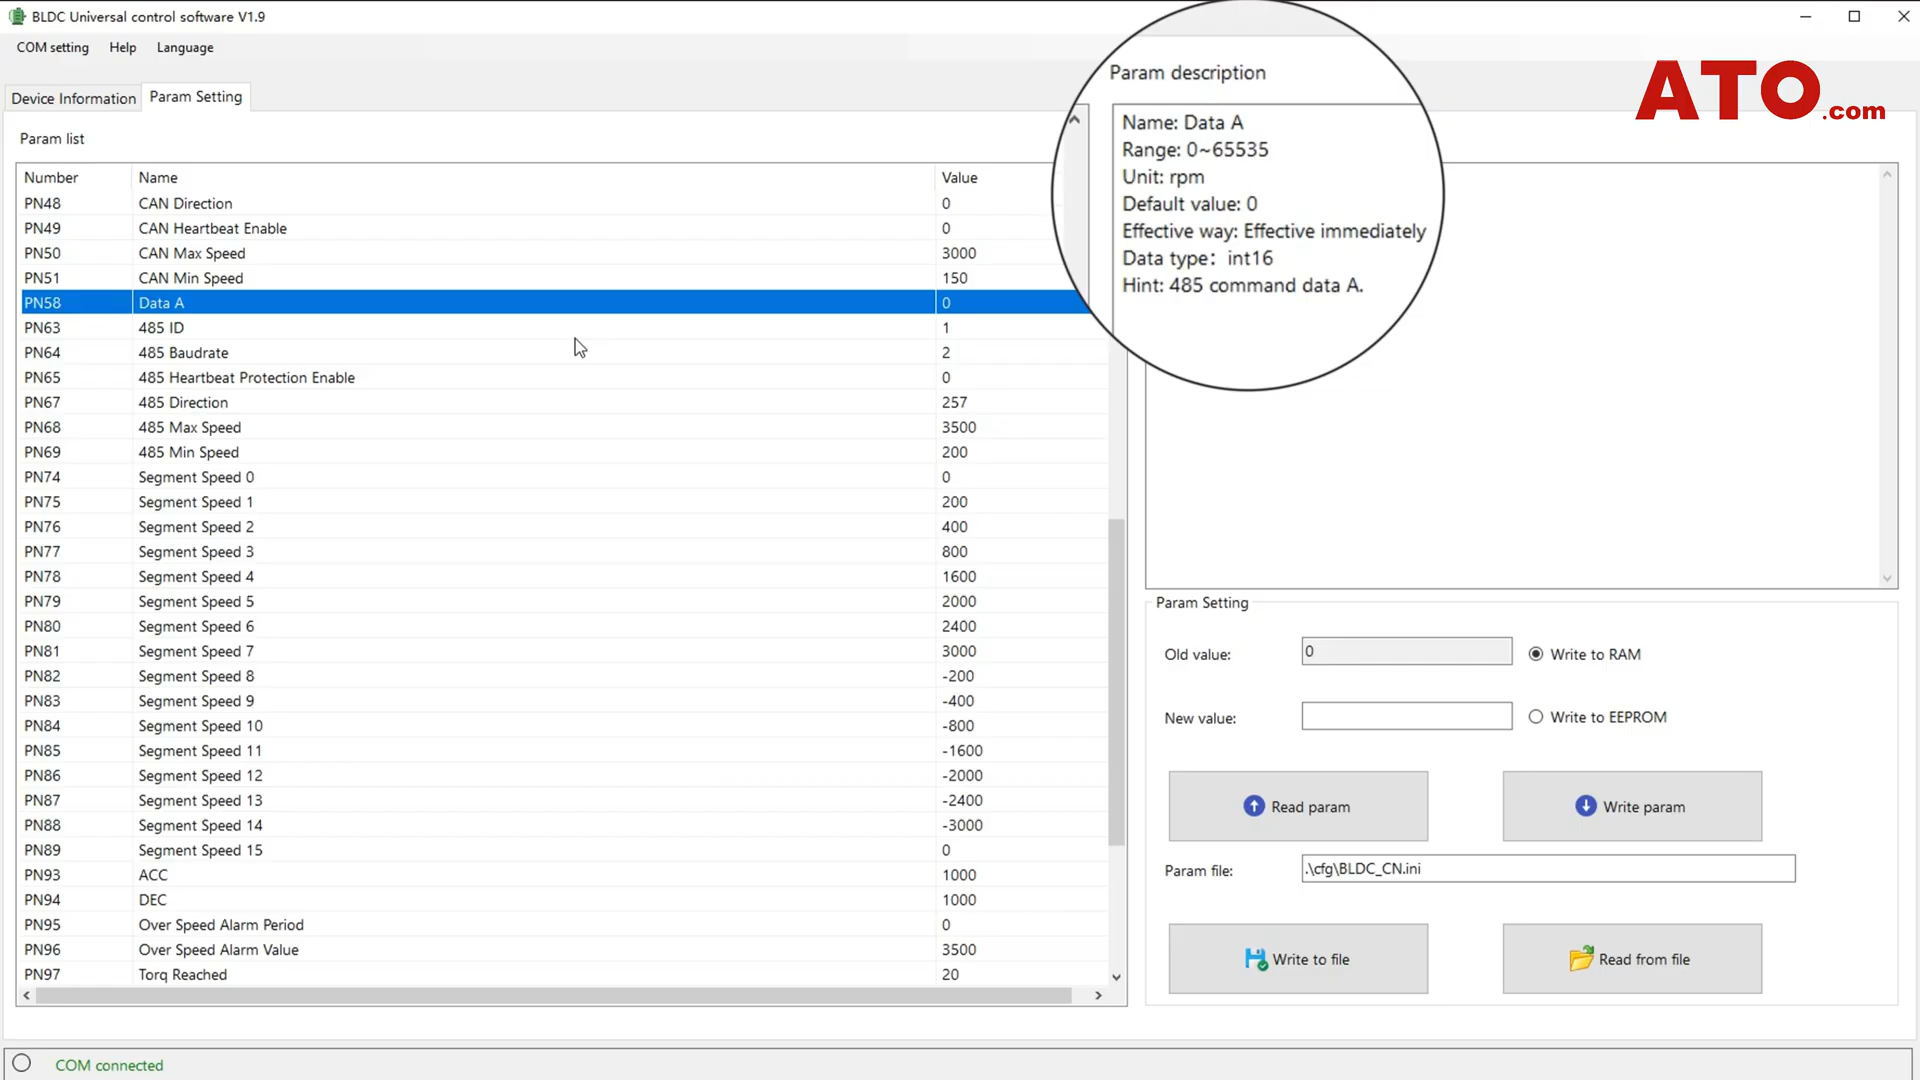 BLDC Universal control software V1.9
COM setting Help Language
ATO.com
Device Information Param Setting
Param list
Param description
Name: Data A
Range: 0~65535
Unit: rpm
Default value: 0
Effective way: Effective immediately
Data type: int16
Hint: 485 command data A.
Number Name Value
PN48 CAN Direction 0
PN49 CAN Heartbeat Enable 0
PN50 CAN Max Speed 3000
PN51 CAN Min Speed 150
PN58 Data A 0
PN63 485 ID 1
PN64 485 Baudrate 2
PN65 485 Heartbeat Protection Enable 0
PN67 485 Direction 257
PN68 485 Max Speed 3500
PN69 485 Min Speed 200
PN74 Segment Speed 0 0
PN75 Segment Speed 1 200
PN76 Segment Speed 2 400
PN77 Segment Speed 3 800
PN78 Segment Speed 4 1600
PN79 Segment Speed 5 2000
PN80 Segment Speed 6 2400
PN81 Segment Speed 7 3000
PN82 Segment Speed 8 -200
PN83 Segment Speed 9 -400
PN84 Segment Speed 10 -800
PN85 Segment Speed 11 -1600
PN86 Segment Speed 12 -2000
PN87 Segment Speed 13 -2400
PN88 Segment Speed 14 -3000
PN89 Segment Speed 15 0
PN93 ACC 1000
PN94 DEC 1000
PN95 Over Speed Alarm Period 0
PN96 Over Speed Alarm Value 3500
PN97 Torq Reached 20
Param Setting
Old value: 0 Write to RAM
New value: Write to EEPROM
Read param Write param
Param file: .\cfg\BLDC_CN.ini
Write to file Read from file
COM connected